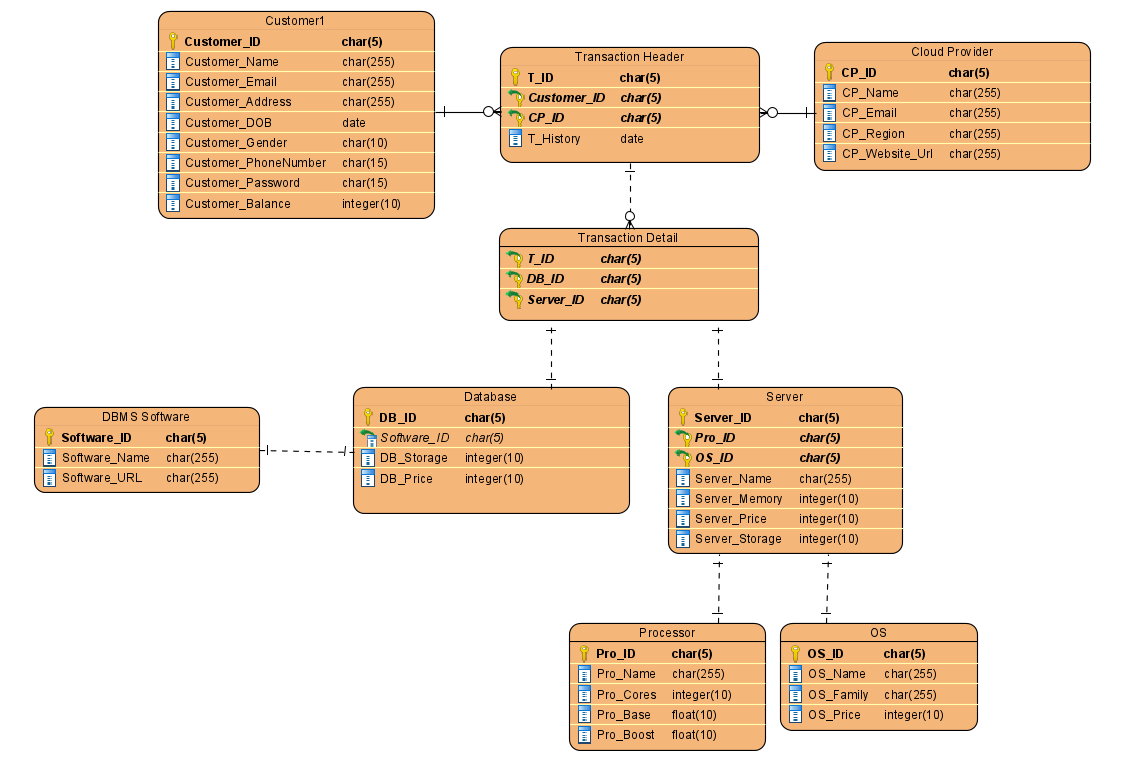 Customer1
Customer_ID char(5)
Customer_Name char(255)
Customer_Email char(255)
Customer_Address char(255)
Customer_DOB date
Customer_Gender char(10)
Customer_PhoneNumber char(15)
Customer_Password char(15)
Customer_Balance integer(10)
Transaction Header
T_ID char(5)
Customer_ID char(5)
CP_ID char(5)
T_History date
Cloud Provider
CP_ID char(5)
CP_Name char(255)
CP_Email char(255)
CP_Region char(255)
CP_Website_Url char(255)
Transaction Detail
T_ID char(5)
DB_ID char(5)
Server_ID char(5)
DBMS Software
Software_ID char(5)
Software_Name char(255)
Software_URL char(255)
Database
DB_ID char(5)
Software_ID char(5)
DB_Storage integer(10)
DB_Price integer(10)
Server
Server_ID char(5)
Pro_ID char(5)
OS_ID char(5)
Server_Name char(255)
Server_Memory integer(10)
Server_Price integer(10)
Server_Storage integer(10)
Processor
Pro_ID char(5)
Pro_Name char(255)
Pro_Cores integer(10)
Pro_Base float(10)
Pro_Boost float(10)
OS
OS_ID char(5)
OS_Name char(255)
OS_Family char(255)
OS_Price integer(10)